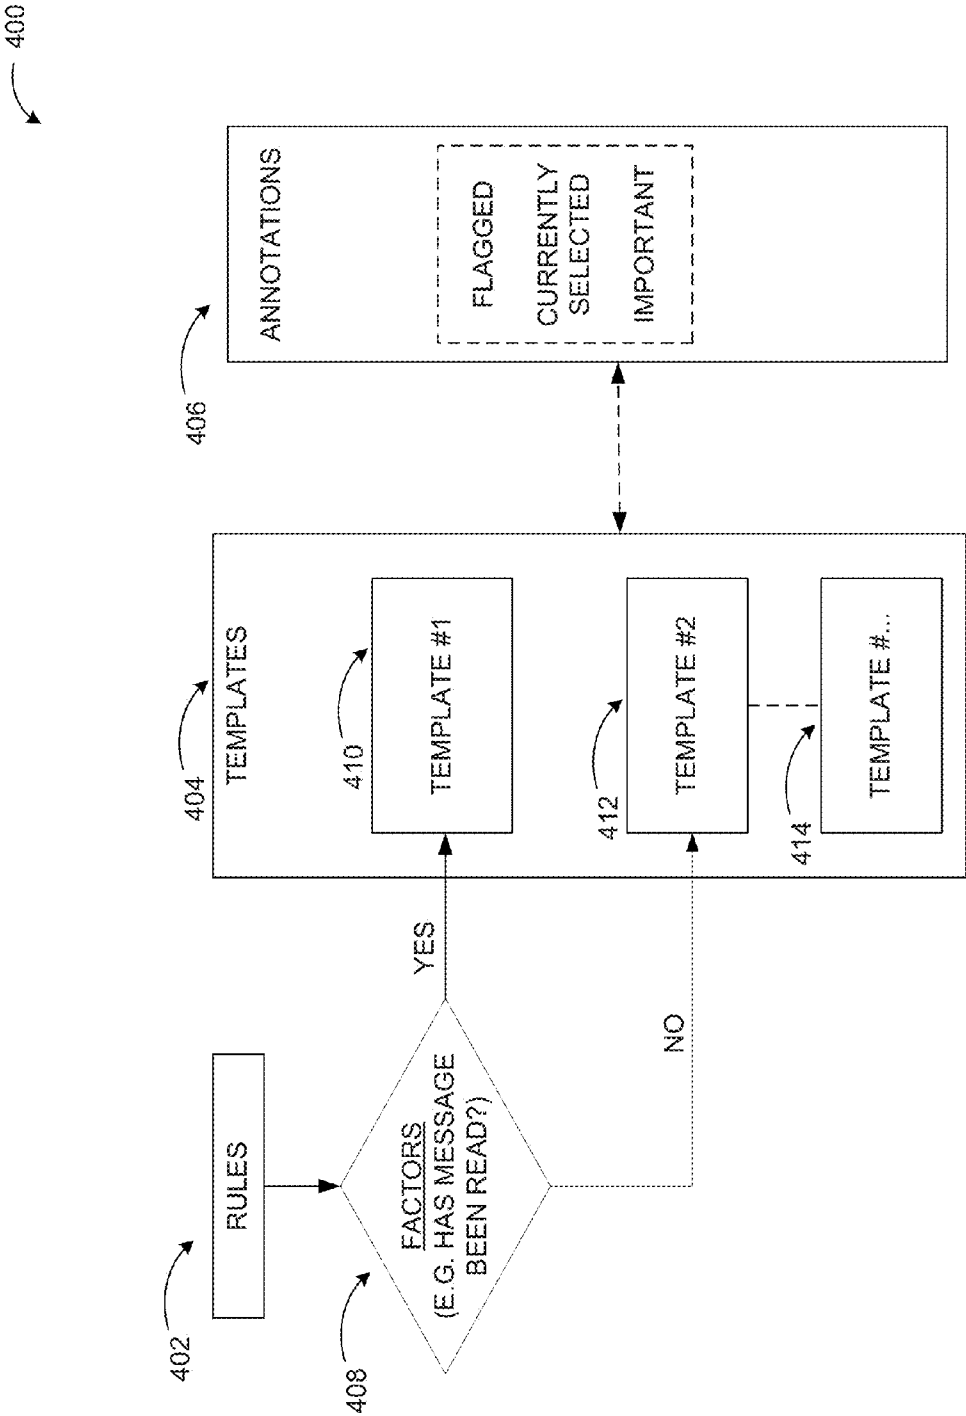 400
402
RULES
408
FACTORS
(E.G. HAS MESSAGE
BEEN READ?)
YES
NO
404
TEMPLATES
410
TEMPLATE #1
412
TEMPLATE #2
414
TEMPLATE #...
406
ANNOTATIONS
FLAGGED
CURRENTLY
SELECTED
IMPORTANT